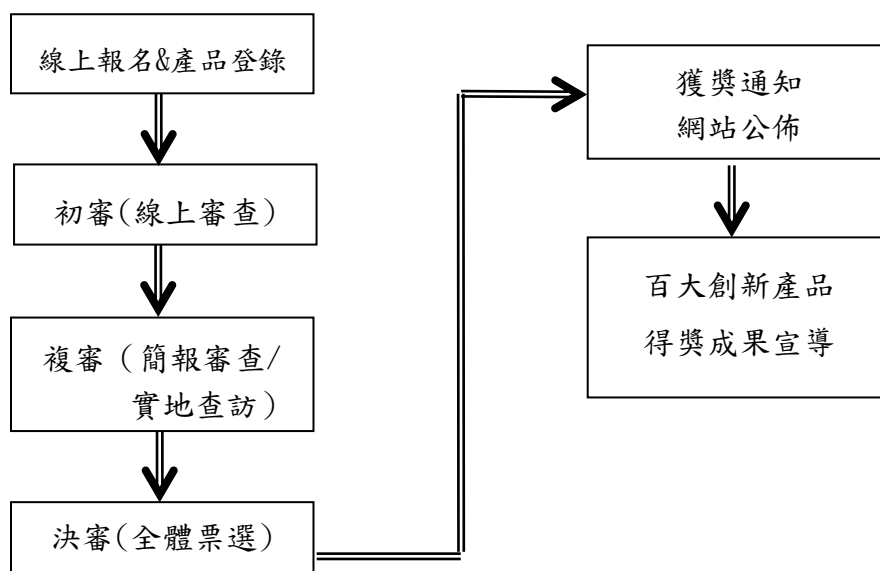 線上報名&產品登錄
初審(線上審查)
複審（簡報審查/
實地查訪）
決審(全體票選)
獲獎通知
網站公佈
百大創新產品
得獎成果宣導